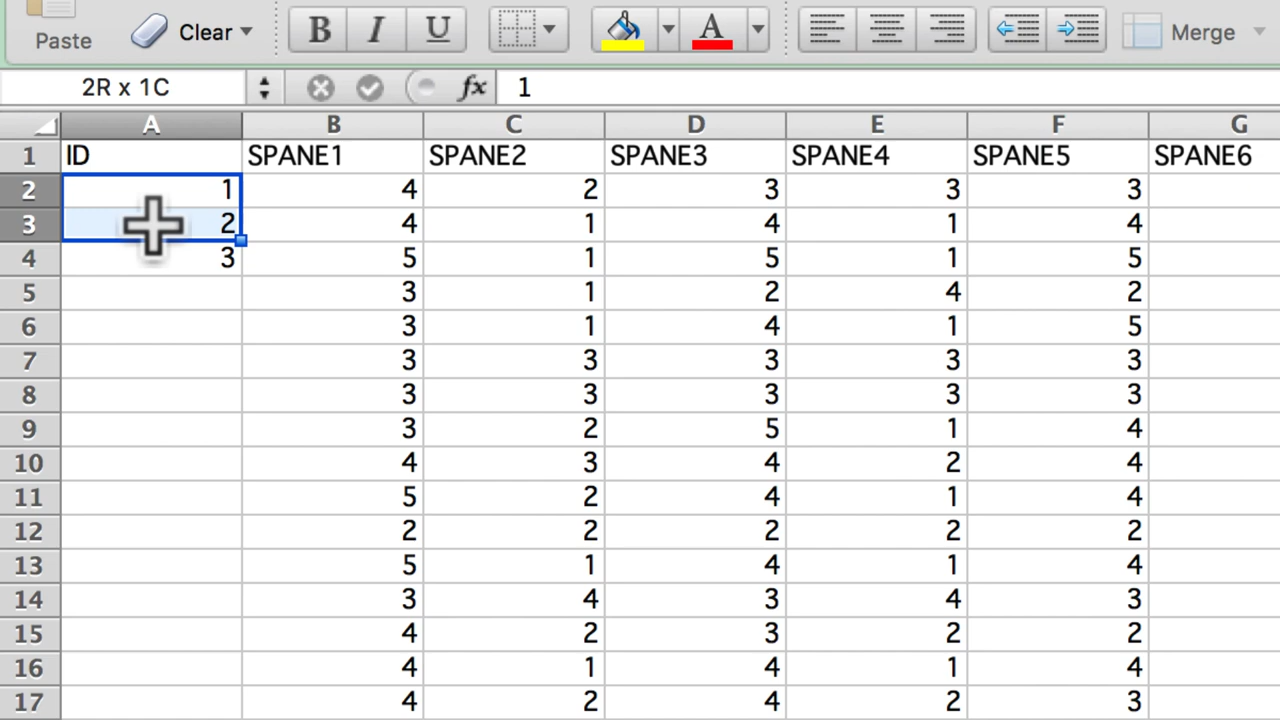 Paste Clear B I U A Merge
2R x 1C fx 1
A B C D E F G
1 ID SPANE1 SPANE2 SPANE3 SPANE4 SPANE5 SPANE6
2 1 4 2 3 3 3
3 2 4 1 4 1 4
4 3 5 1 5 1 5
5 3 1 2 4 2
6 3 1 4 1 5
7 3 3 3 3 3
8 3 3 3 3 3
9 3 2 5 1 4
10 4 3 4 2 4
11 5 2 4 1 4
12 2 2 2 2 2
13 5 1 4 1 4
14 3 4 3 4 3
15 4 2 3 2 2
16 4 1 4 1 4
17 4 2 4 2 3